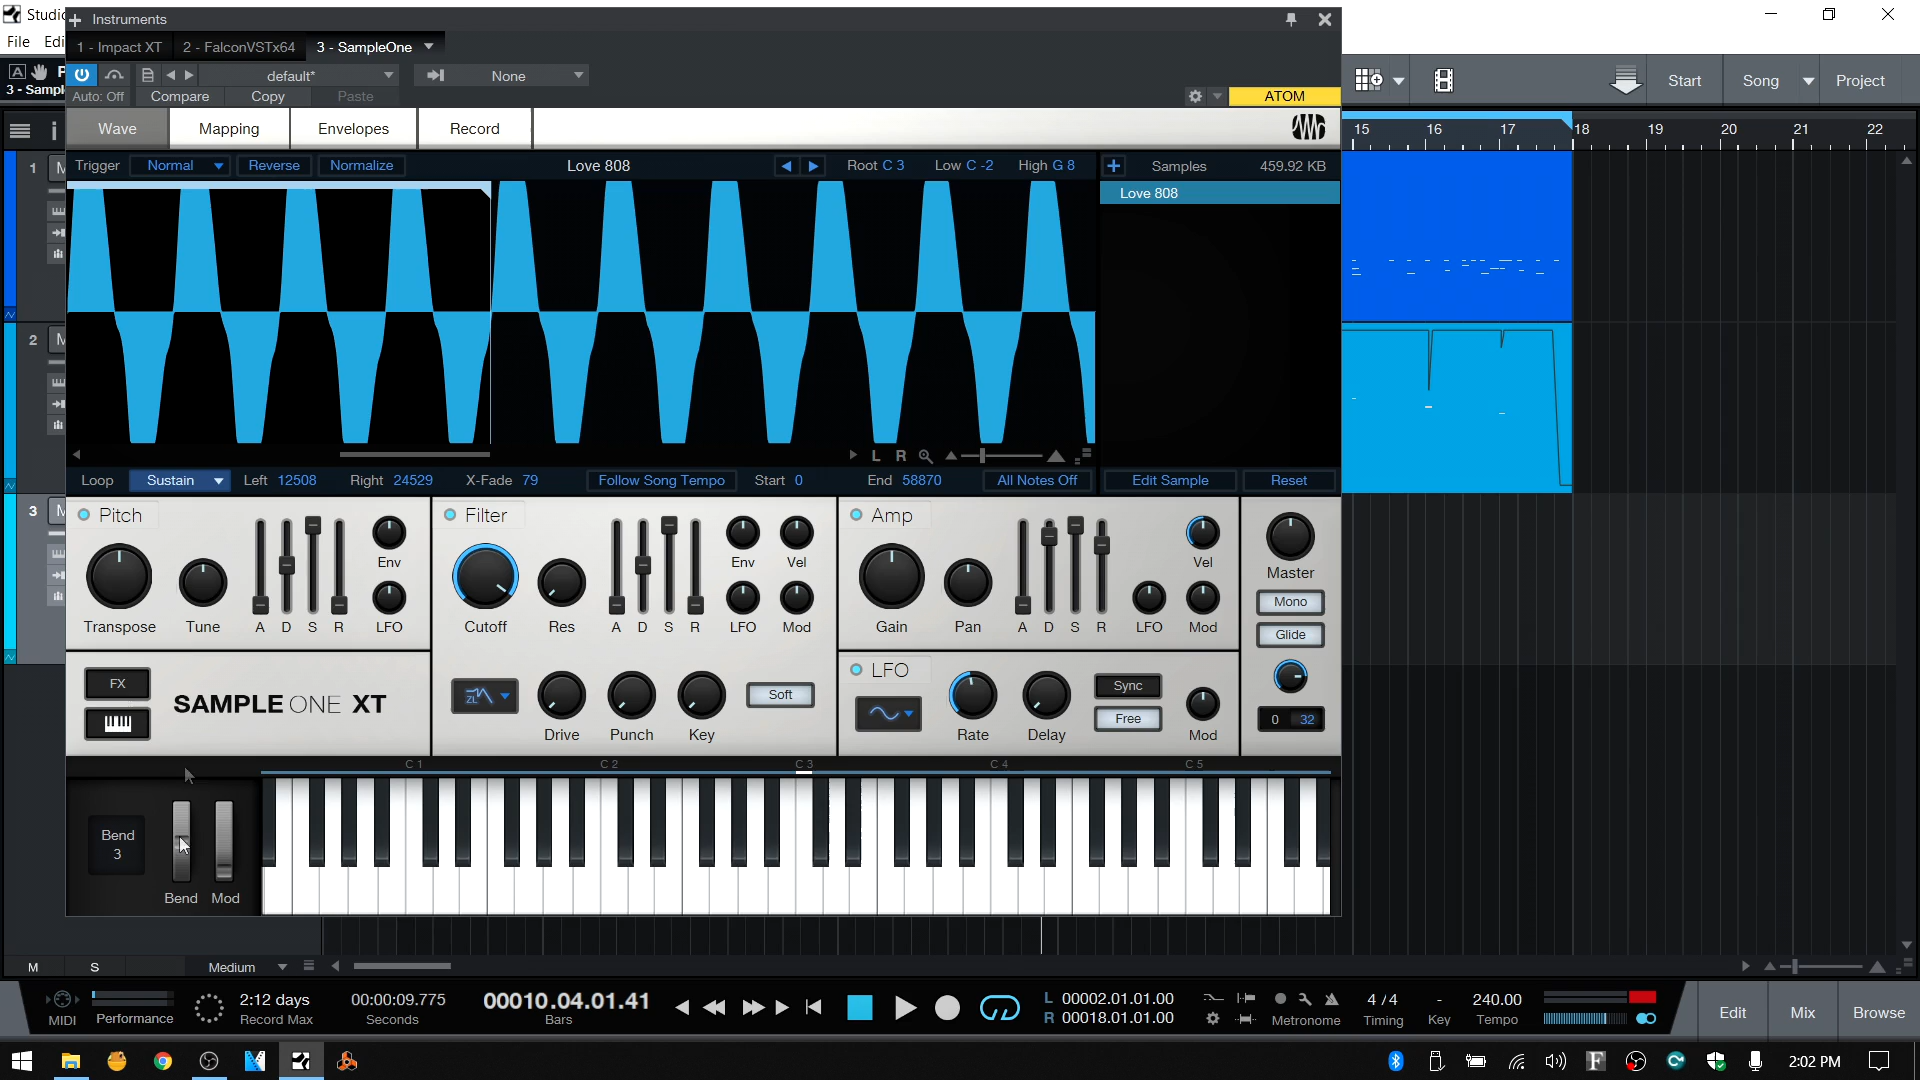 Studio
Instruments
File Edi
1 - Impact XT 2 - FalconVSTx64 3 - SampleOne
3 - Sampl
default*
None
Auto: Off Compare Copy Paste
ATOM
Start Song Project
Wave Mapping Envelopes Record
15 16 17 18 19 20 21 22
Trigger Normal Reverse Normalize Love 808 Root C 3 Low C -2 High G 8 Samples 459.92 KB
Love 808
1 M
2 M
3 M
L R
Loop Sustain Left 12508 Right 24529 X-Fade 79 Follow Song Tempo Start 0 End 58870 All Notes Off Edit Sample Reset
Pitch
Env
Transpose Tune A D S R LFO
Filter
Env Vel
Cutoff Res A D S R LFO Mod
Drive Punch Key Soft
Amp
Vel
Gain Pan A D S R LFO Mod
LFO
Sync
Free
Rate Delay Mod
Master
Mono
Glide
0 32
FX
SAMPLE ONE XT
C 1 C 2 C 3 C 4 C 5
Bend
3
Bend Mod
M S Medium
MIDI Performance
2:12 days
Record Max
00:00:09.775
Seconds
00010.04.01.41
Bars
L 00002.01.01.00
R 00018.01.01.00
Metronome
4 / 4
Timing
-
Key
240.00
Tempo
Edit Mix Browse
2:02 PM